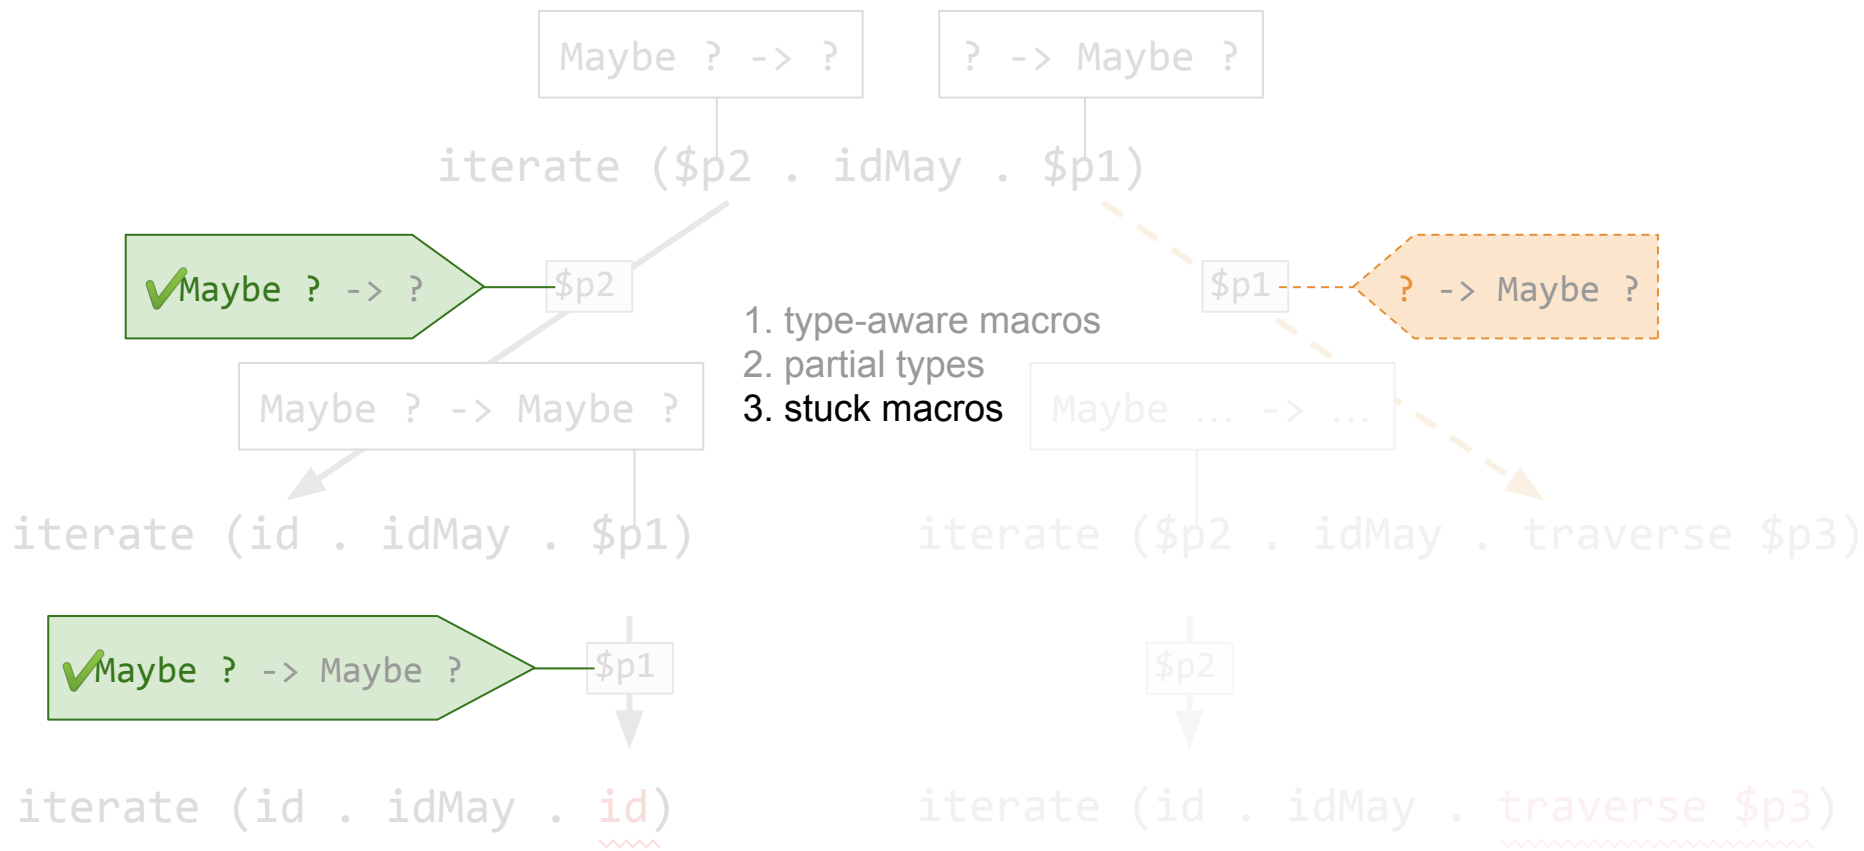 Maybe ? -> ?
? -> Maybe ?
iterate ($p2 . idMay . $p1)
✔Maybe ? -> ?
$p2
$p1
? -> Maybe ?
1. type-aware macros
2. partial types
3. stuck macros
Maybe ? -> Maybe ?
Maybe … -> …
iterate (id . idMay . $p1)
iterate ($p2 . idMay . traverse $p3)
✔Maybe ? -> Maybe ?
$p1
$p2
iterate (id . idMay . id)
iterate (id . idMay . traverse $p3)